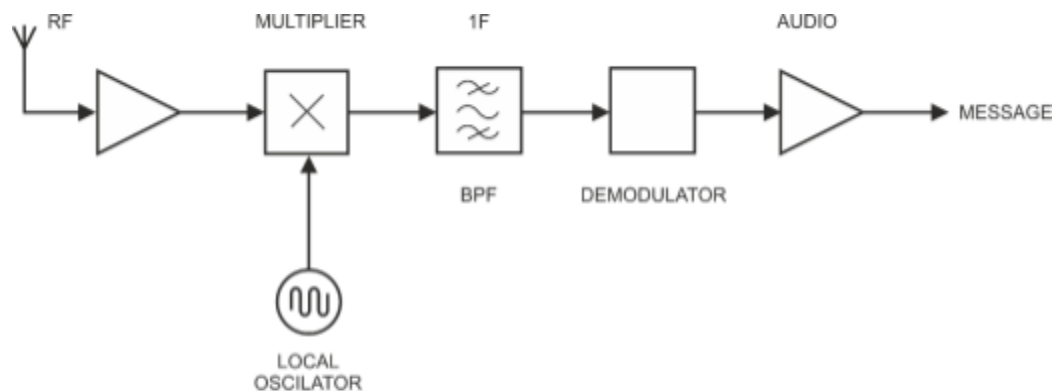 RF
MULTIPLIER
1F
AUDIO
MESSAGE
BPF
DEMODULATOR
LOCAL
OSCILATOR